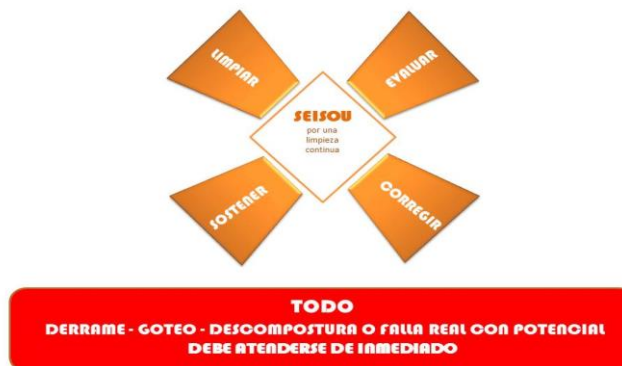 LIMPIAR
EVALUAR
SEISOU
por una
limpieza
continua
SOSTENER
CORREGIR
TODO
DERRAME - GOTEO - DESCOMPOSTURA O FALLA REAL CON POTENCIAL
DEBE ATENDERSE DE INMEDIADO